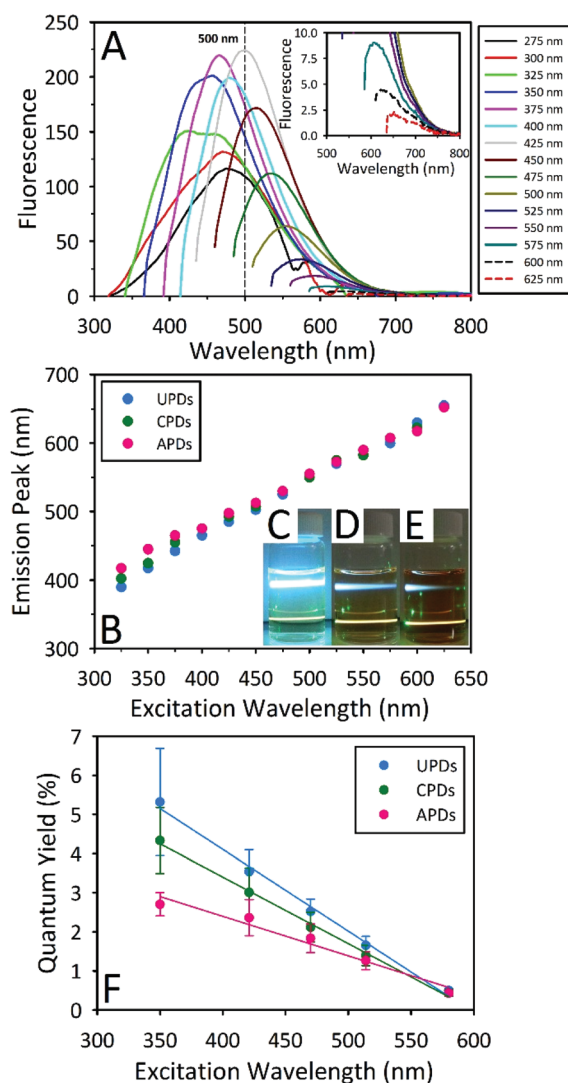 A
500 nm
Fluorescence
250
200
150
100
50
0
300 400 500 600 700 800
Wavelength (nm)
10.0
7.5
5.0
2.5
0.0
500 600 700 800
Wavelength (nm)
Fluorescence
275 nm
300 nm
325 nm
350 nm
375 nm
400 nm
425 nm
450 nm
475 nm
500 nm
525 nm
550 nm
575 nm
600 nm
625 nm
Emission Peak (nm)
700
600
500
400
300
UPDs
CPDs
APDs
C D E
B
300 350 400 450 500 550 600 650
Excitation Wavelength (nm)
Quantum Yield (%)
7
6
5
4
3
2
1
0
UPDs
CPDs
APDs
F
300 350 400 450 500 550 600
Excitation Wavelength (nm)